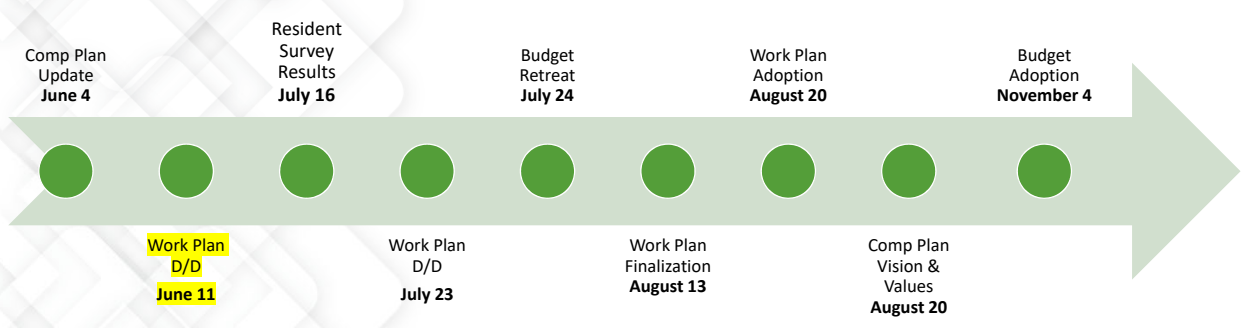 Comp Plan
Update
June 4
Work Plan
D/D
June 11
Resident
Survey
Results
July 16
Work Plan
D/D
July 23
Budget
Retreat
July 24
Work Plan
Finalization
August 13
Work Plan
Adoption
August 20
Comp Plan
Vision &
Values
August 20
Budget
Adoption
November 4